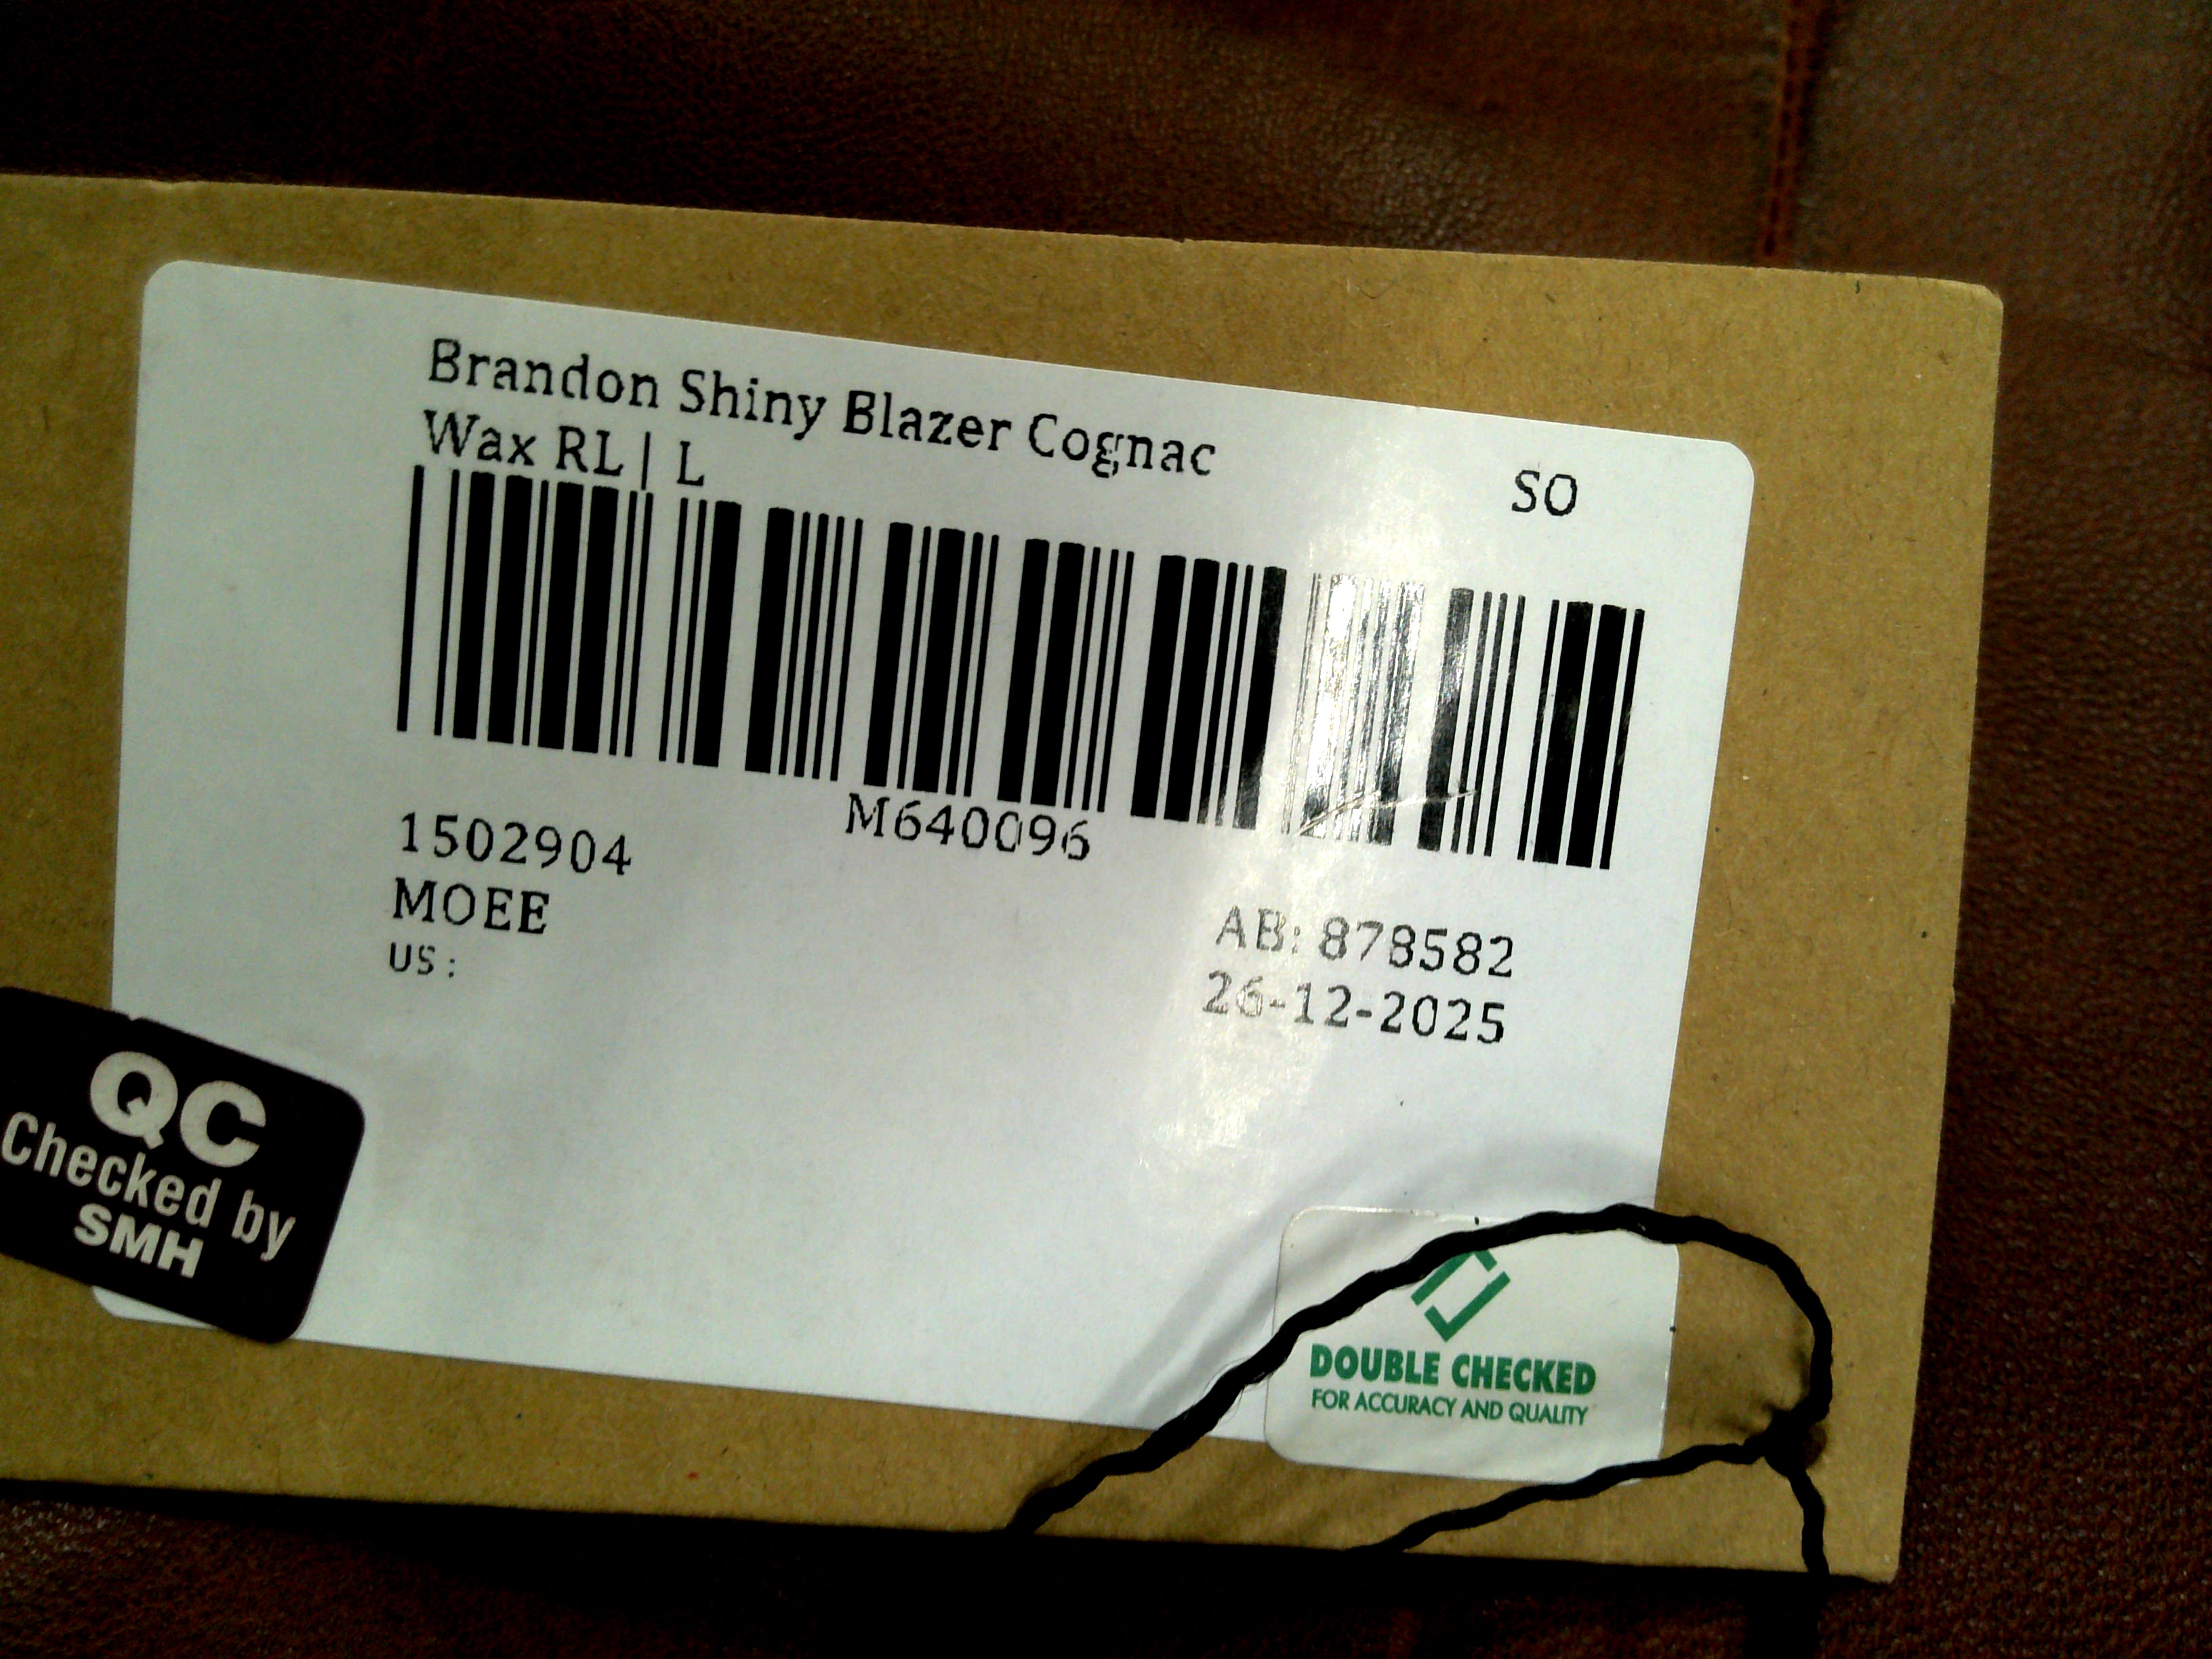 Brandon Shiny Blazer Cognac
Wax RL | L
SO
M640096
1502904
MOEE
US :
AB: 878582
26-12-2025
QC
Checked by
SMH
DOUBLE CHECKED
FOR ACCURACY AND QUALITY